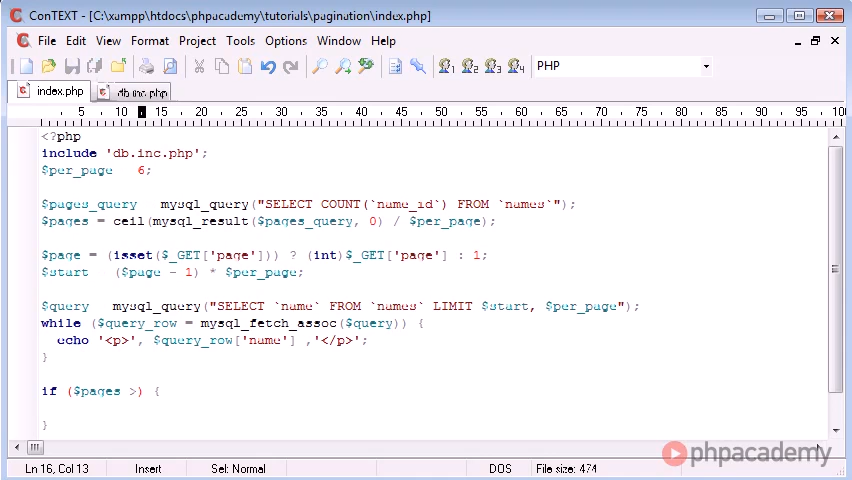 ConTEXT - [C:\xampp\htdocs\phpacademy\tutorials\pagination\index.php]
File Edit View Format Project Tools Options Window Help
1 2 3 4 PHP
index.php db.inc.php
5 10 15 20 25 30 35 40 45 50 55 60 65 70 75 80 85 90 95 100
<?php
include 'db.inc.php';
$per_page = 6;
$pages_query = mysql_query("SELECT COUNT(`name_id`) FROM `names`");
$pages = ceil(mysql_result($pages_query, 0) / $per_page);
$page = (isset($_GET['page'])) ? (int)$_GET['page'] : 1;
$start = ($page - 1) * $per_page;
$query = mysql_query("SELECT `name` FROM `names` LIMIT $start, $per_page");
while ($query_row = mysql_fetch_assoc($query)) {
echo '<p>', $query_row['name'] ,'</p>';
}
if ($pages >) {
}
phpacademy
Ln 16, Col 13 Insert Sel: Normal DOS File size: 474